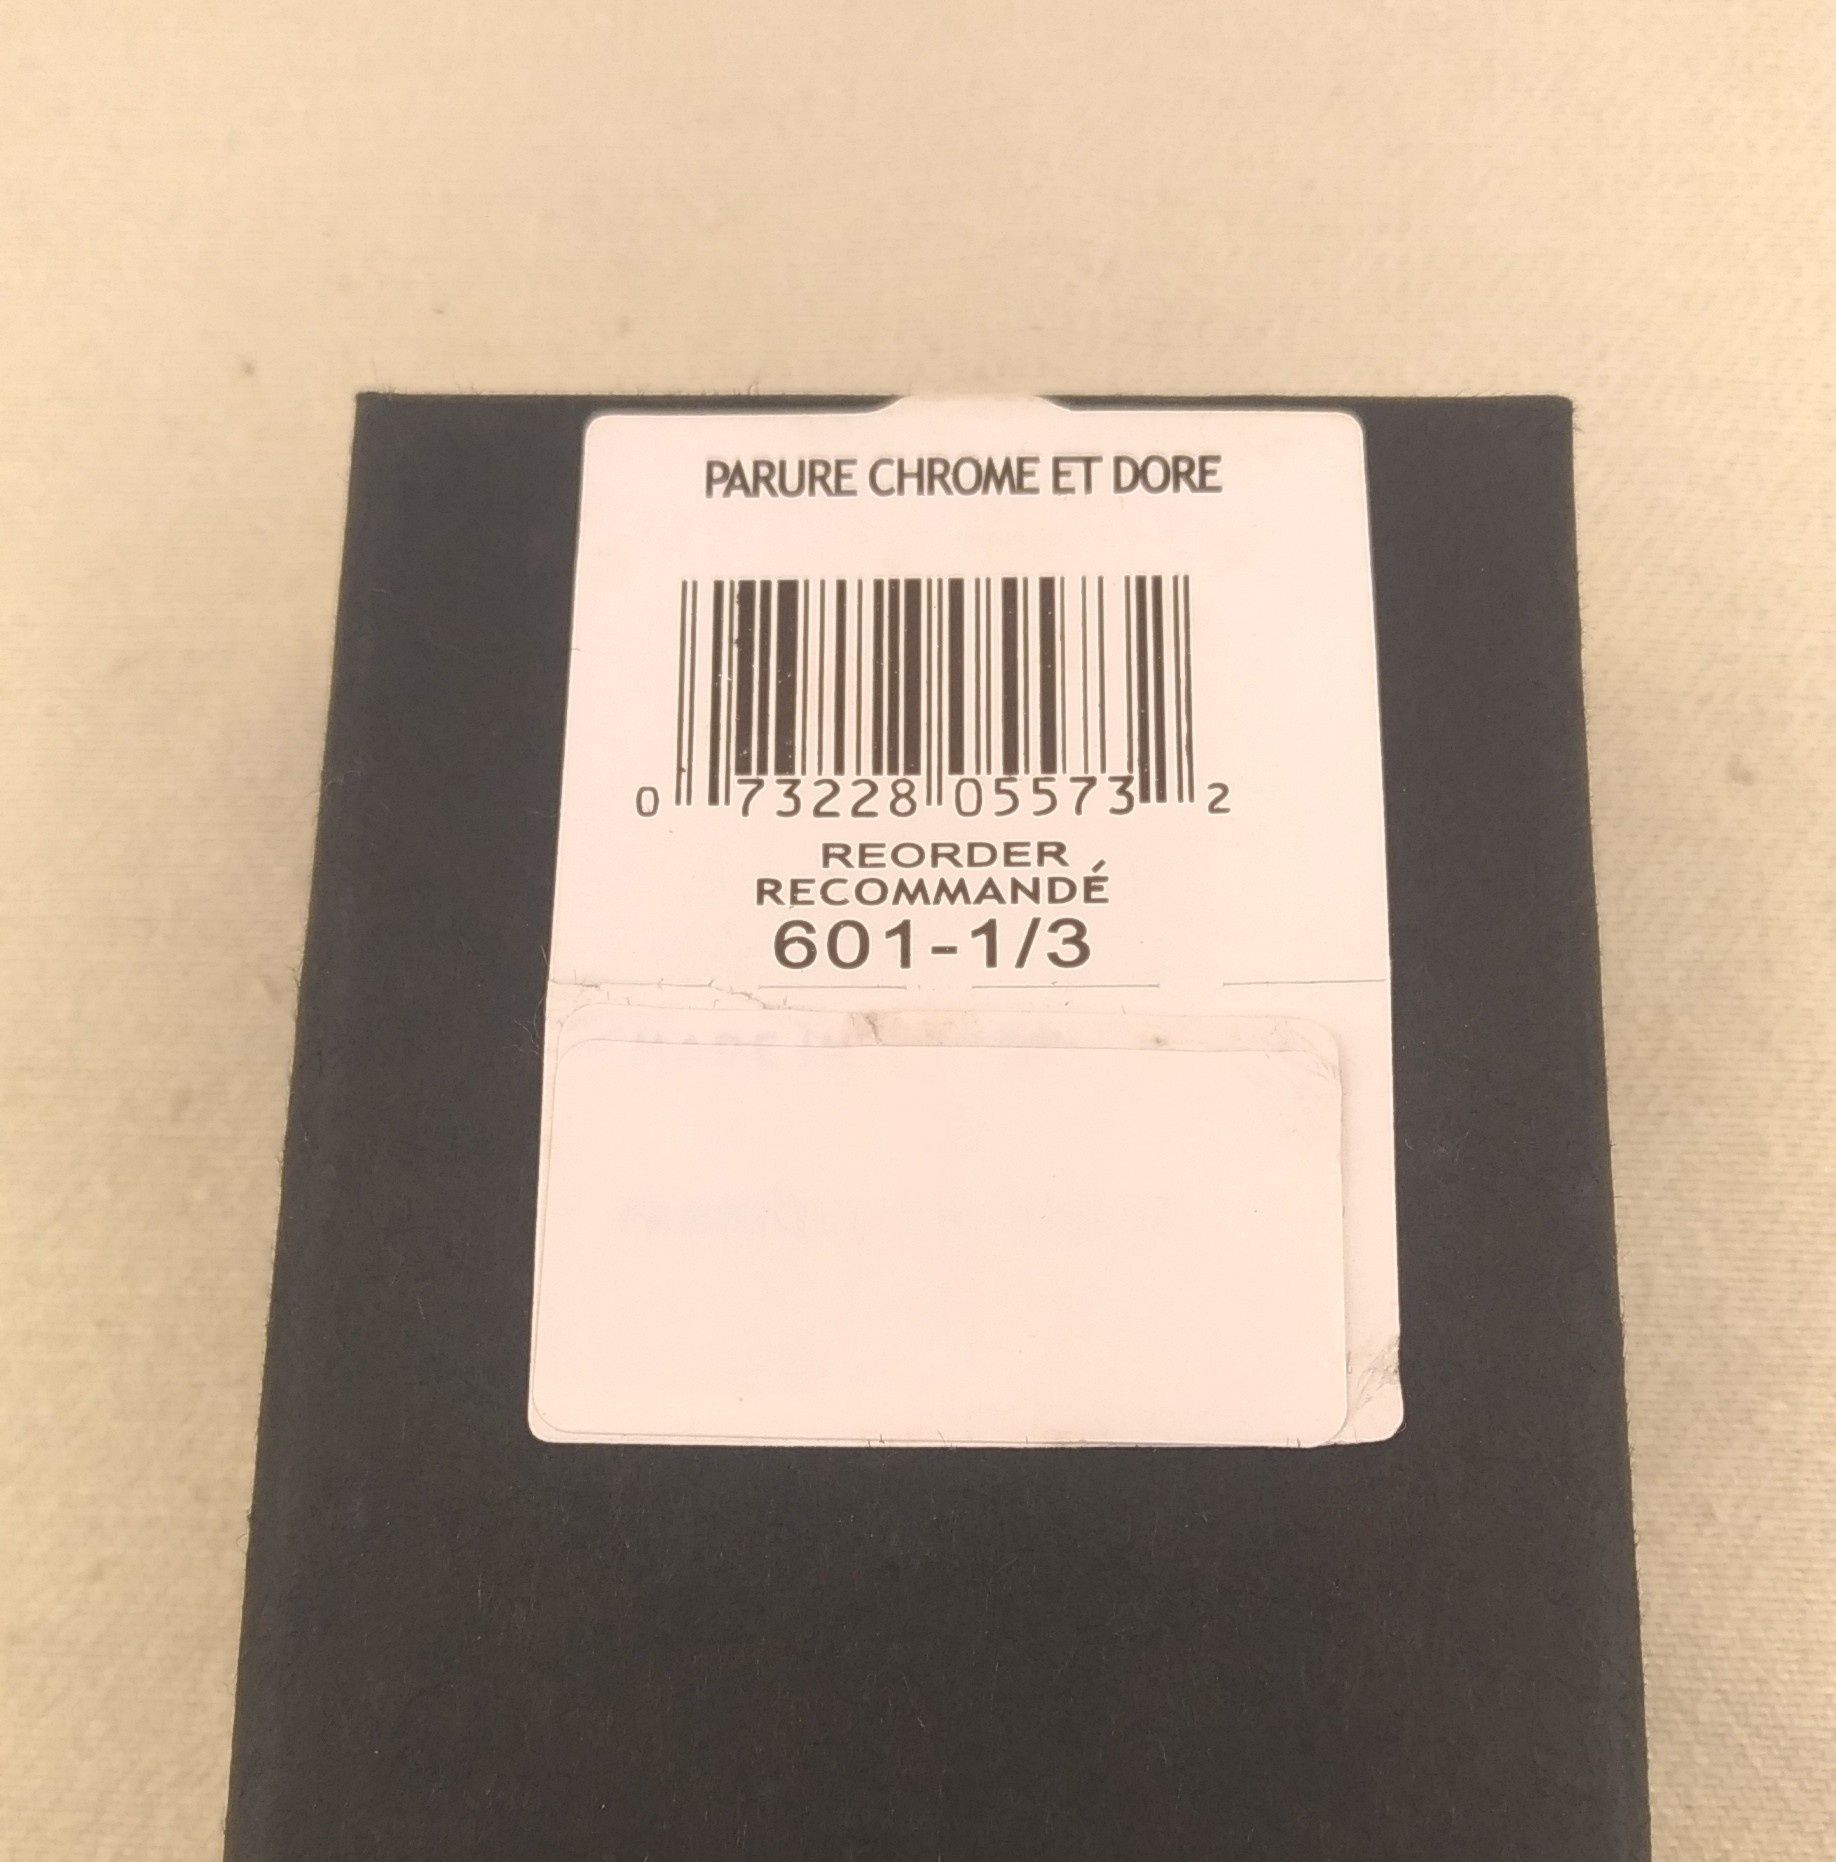 PARURE CHROME ET DORE
0 73228 05573 2
REORDER
RECOMMANDÉ
601-1/3